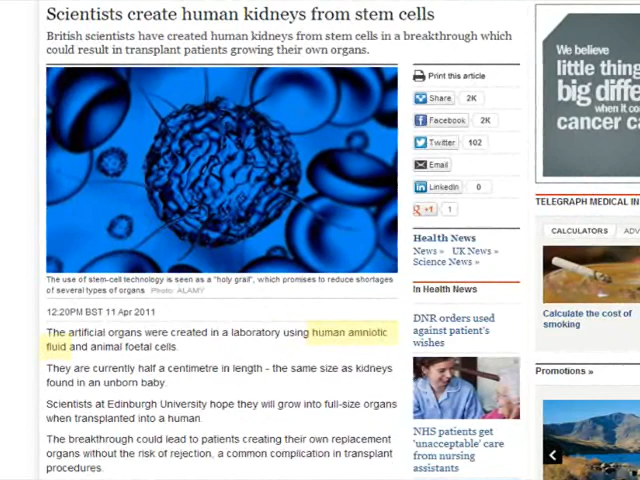 Scientists create human kidneys from stem cells
British scientists have created human kidneys from stem cells in a breakthrough which
could result in transplant patients growing their own organs.
The use of stem-cell technology is seen as a "holy grail", which promises to reduce shortages
of several types of organs Photo: ALAMY
12:20PM BST 11 Apr 2011
The artificial organs were created in a laboratory using human amniotic
fluid and animal foetal cells.
They are currently half a centimetre in length - the same size as kidneys
found in an unborn baby.
Scientists at Edinburgh University hope they will grow into full-size organs
when transplanted into a human.
The breakthrough could lead to patients creating their own replacement
organs without the risk of rejection, a common complication in transplant
procedures.
Print this article
Share 2K
Facebook 2K
Twitter 102
Email
LinkedIn 0
g +1 1
Health News
News » UK News »
Science News »
In Health News
DNR orders used
against patient's
wishes
NHS patients get
'unacceptable' care
from nursing
assistants
We believe
little thing
big diffe
when it co
cancer ca
TELEGRAPH MEDICAL IN
CALCULATORS ADV
Calculate the cost of
smoking
Promotions »